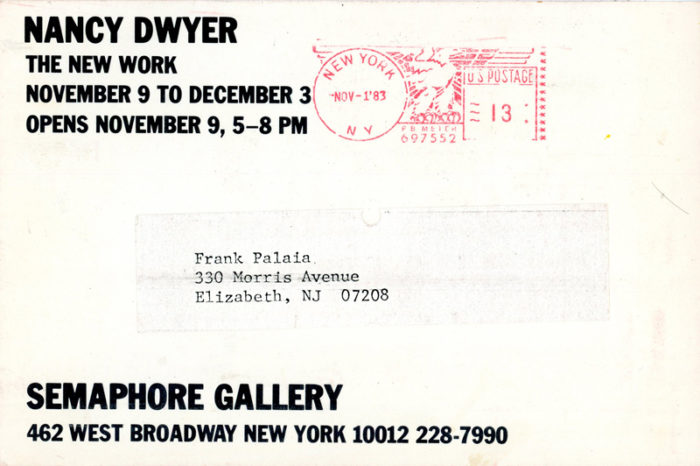 NANCY DWYER
THE NEW WORK
NOVEMBER 9 TO DECEMBER 3
OPENS NOVEMBER 9, 5–8 PM
NEW YORK
NOV-1'83
N Y
U.S. POSTAGE
13
P.B. METER
697552
Frank Palaia
330 Morris Avenue
Elizabeth, NJ 07208
SEMAPHORE GALLERY
462 WEST BROADWAY NEW YORK 10012 228-7990